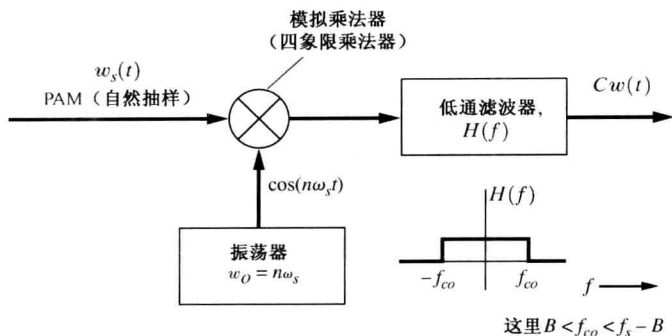 模拟乘法器
（四象限乘法器）
w_s(t)
PAM（自然抽样）
低通滤波器,
H(f)
Cw(t)
cos(nω_s t)
振荡器
w_O = nω_s
H(f)
−f_co
f_co
f
这里B<f_co<f_s−B